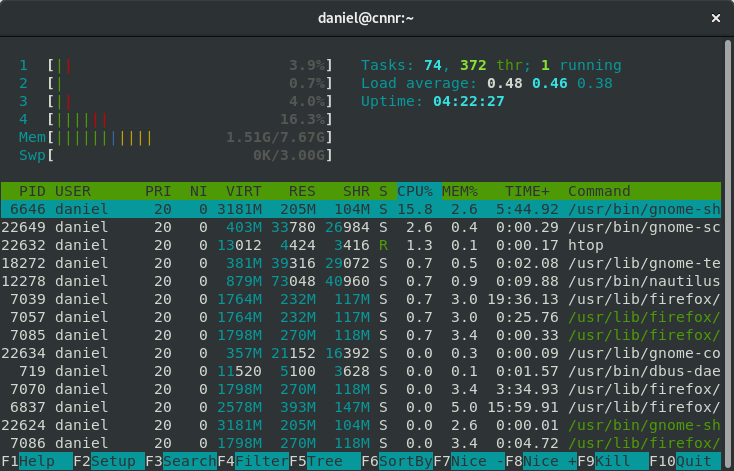 daniel@cnnr:~ ×
1 [|| 3.9%] Tasks: 74, 372 thr; 1 running
2 [| 0.7%] Load average: 0.48 0.46 0.38
3 [|| 4.0%] Uptime: 04:22:27
4 [|||||| 16.3%]
Mem[||||||||||| 1.51G/7.67G]
Swp[ 0K/3.00G]
PID USER PRI NI VIRT RES SHR S CPU% MEM% TIME+ Command
6646 daniel 20 0 3181M 205M 104M S 15.8 2.6 5:44.92 /usr/bin/gnome-sh
22649 daniel 20 0 403M 33780 26984 S 2.6 0.4 0:00.29 /usr/bin/gnome-sc
22632 daniel 20 0 13012 4424 3416 R 1.3 0.1 0:00.17 htop
18272 daniel 20 0 381M 39316 29072 S 0.7 0.5 0:02.08 /usr/lib/gnome-te
12278 daniel 20 0 879M 73048 40960 S 0.7 0.9 0:09.88 /usr/bin/nautilus
7039 daniel 20 0 1764M 232M 117M S 0.7 3.0 19:36.13 /usr/lib/firefox/
7057 daniel 20 0 1764M 232M 117M S 0.7 3.0 0:25.76 /usr/lib/firefox/
7085 daniel 20 0 1798M 270M 118M S 0.7 3.4 0:00.33 /usr/lib/firefox/
22634 daniel 20 0 357M 21152 16392 S 0.0 0.3 0:00.09 /usr/lib/gnome-co
719 daniel 20 0 11520 5100 3628 S 0.0 0.1 0:01.57 /usr/bin/dbus-dae
7070 daniel 20 0 1798M 270M 118M S 0.0 3.4 3:34.93 /usr/lib/firefox/
6837 daniel 20 0 2578M 393M 147M S 0.0 5.0 15:59.91 /usr/lib/firefox/
22624 daniel 20 0 3181M 205M 104M S 0.0 2.6 0:00.01 /usr/bin/gnome-sh
7086 daniel 20 0 1798M 270M 118M S 0.0 3.4 0:04.72 /usr/lib/firefox/
F1Help F2Setup F3SearchF4FilterF5Tree F6SortByF7Nice -F8Nice +F9Kill F10Quit